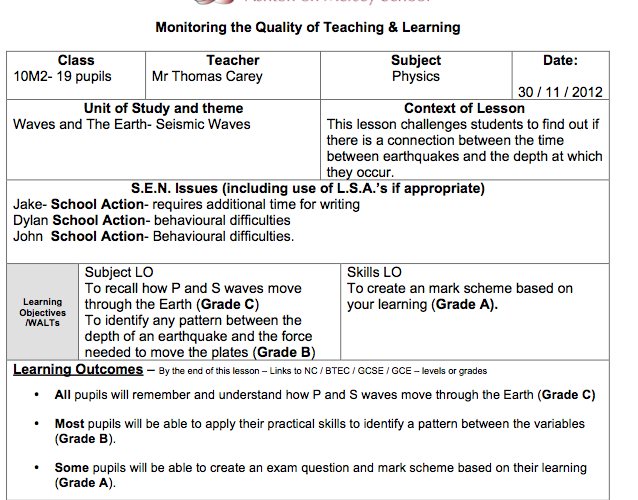 Monitoring the Quality of Teaching & Learning
Class
10M2- 19 pupils
Teacher
Mr Thomas Carey
Subject
Physics
Date:
30 / 11 / 2012
Unit of Study and theme
Waves and The Earth- Seismic Waves
Context of Lesson
This lesson challenges students to find out if
there is a connection between the time
between earthquakes and the depth at which
they occur.
S.E.N. Issues (including use of L.S.A.'s if appropriate)
Jake- School Action- requires additional time for writing
Dylan School Action- behavioural difficulties
John School Action- Behavioural difficulties.
Learning
Objectives
/WALTs
Subject LO
To recall how P and S waves move
through the Earth (Grade C)
To identify any pattern between the
depth of an earthquake and the force
needed to move the plates (Grade B)
Skills LO
To create an mark scheme based on
your learning (Grade A).
Learning Outcomes – By the end of this lesson – Links to NC / BTEC / GCSE / GCE – levels or grades
• All pupils will remember and understand how P and S waves move through the Earth (Grade C)
• Most pupils will be able to apply their practical skills to identify a pattern between the variables
(Grade B).
• Some pupils will be able to create an exam question and mark scheme based on their learning
(Grade A).